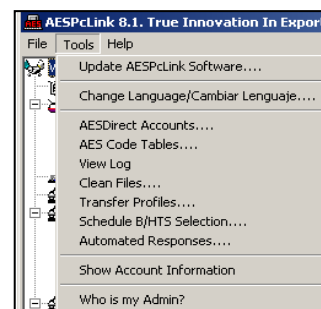 AESPcLink 8.1. True Innovation In Expor
File Tools Help
Update AESPcLink Software....
Change Language/Cambiar Lenguaje....
AESDirect Accounts....
AES Code Tables....
View Log
Clean Files....
Transfer Profiles....
Schedule B/HTS Selection....
Automated Responses....
Show Account Information
Who is my Admin?